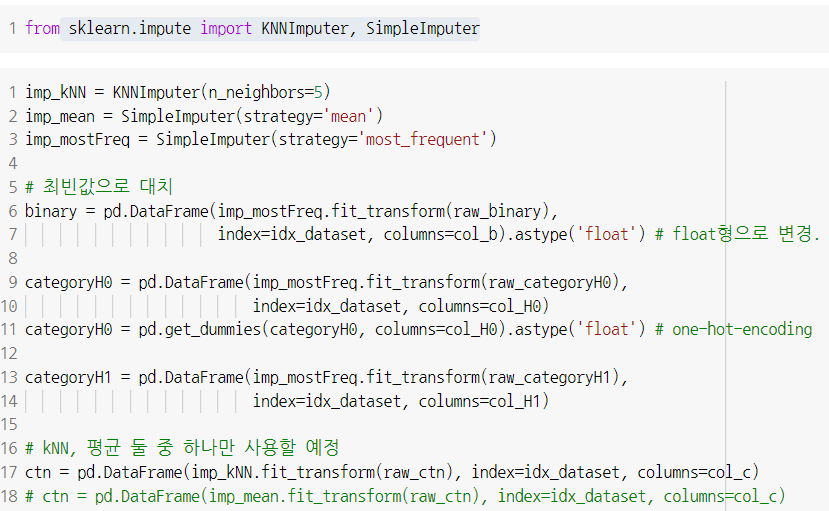 1 from sklearn.impute import KNNImputer, SimpleImputer
1 imp_kNN = KNNImputer(n_neighbors=5)
2 imp_mean = SimpleImputer(strategy='mean')
3 imp_mostFreq = SimpleImputer(strategy='most_frequent')
4
5 # 최빈값으로 대치
6 binary = pd.DataFrame(imp_mostFreq.fit_transform(raw_binary),
7 index=idx_dataset, columns=col_b).astype('float') # float형으로 변경.
8
9 categoryH0 = pd.DataFrame(imp_mostFreq.fit_transform(raw_categoryH0),
10 index=idx_dataset, columns=col_H0)
11 categoryH0 = pd.get_dummies(categoryH0, columns=col_H0).astype('float') # one-hot-encoding
12
13 categoryH1 = pd.DataFrame(imp_mostFreq.fit_transform(raw_categoryH1),
14 index=idx_dataset, columns=col_H1)
15
16 # kNN, 평균 둘 중 하나만 사용할 예정
17 ctn = pd.DataFrame(imp_kNN.fit_transform(raw_ctn), index=idx_dataset, columns=col_c)
18 # ctn = pd.DataFrame(imp_mean.fit_transform(raw_ctn), index=idx_dataset, columns=col_c)